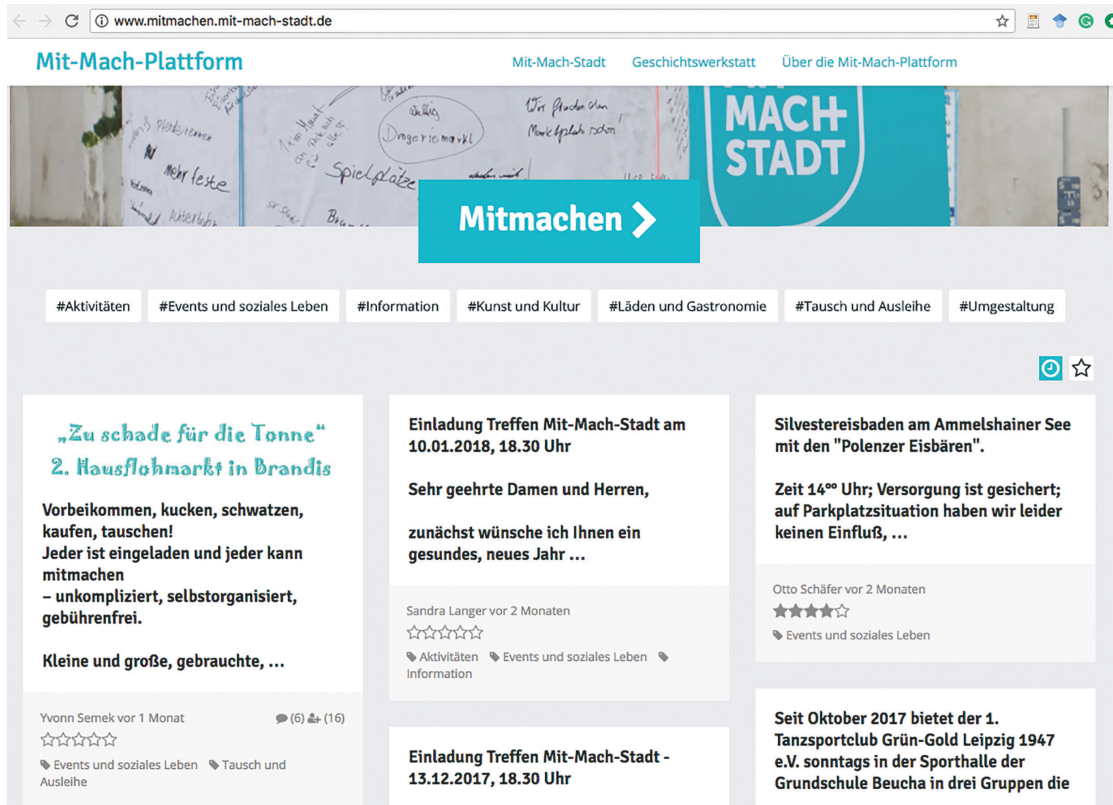 www.mitmachen.mit-mach-stadt.de
Mit-Mach-Plattform
Mit-Mach-Stadt Geschichtswerkstatt Über die Mit-Mach-Plattform
Pferderennen
Mehr feste
Spielplätze
Drogeriemarkt
MACH
STADT
Mitmachen
#Aktivitäten #Events und soziales Leben #Information #Kunst und Kultur #Läden und Gastronomie #Tausch und Ausleihe #Umgestaltung
„Zu schade für die Tonne“
2. Hausflohmarkt in Brandis
Vorbeikommen, kucken, schwatzen,
kaufen, tauschen!
Jeder ist eingeladen und jeder kann
mitmachen
– unkompliziert, selbstorganisiert,
gebührenfrei.
Kleine und große, gebrauchte, ...
Yvonn Semek vor 1 Monat (6) (16)
Events und soziales Leben Tausch und
Ausleihe
Einladung Treffen Mit-Mach-Stadt am
10.01.2018, 18.30 Uhr
Sehr geehrte Damen und Herren,
zunächst wünsche ich Ihnen ein
gesundes, neues Jahr ...
Sandra Langer vor 2 Monaten
Aktivitäten Events und soziales Leben
Information
Einladung Treffen Mit-Mach-Stadt -
13.12.2017, 18.30 Uhr
Silvestereisbaden am Ammelshainer See
mit den "Polenzer Eisbären".
Zeit 14°° Uhr; Versorgung ist gesichert;
auf Parkplatzsituation haben wir leider
keinen Einfluß, ...
Otto Schäfer vor 2 Monaten
Events und soziales Leben
Seit Oktober 2017 bietet der 1.
Tanzsportclub Grün-Gold Leipzig 1947
e.V. sonntags in der Sporthalle der
Grundschule Beucha in drei Gruppen die